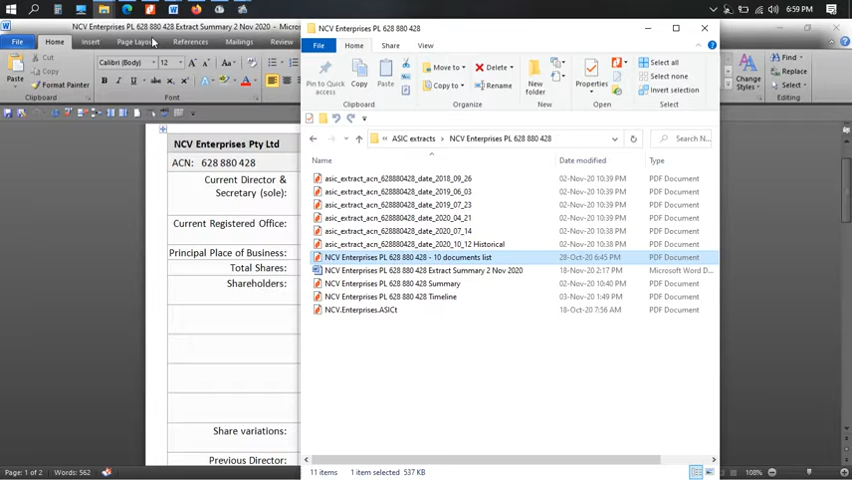 6:59 PM
NCV Enterprises PL 628 880 428 Extract Summary 2 Nov 2020 - Micros
File Home Insert Page Layout References Mailings Review
Cut
Copy
Format Painter
Paste
Clipboard
Calibri (Body) 12
Font
Change Styles
Find
Replace
Select
Editing
NCV Enterprises Pty Ltd
ACN: 628 880 428
Current Director & Secretary (sole):
Current Registered Office:
Principal Place of Business:
Total Shares:
Shareholders:
Share variations:
Previous Director:
Page: 1 of 2 Words: 562
108%
NCV Enterprises PL 628 880 428
File Home Share View
Pin to Quick access
Copy
Paste
Clipboard
Move to
Copy to
Delete
Rename
Organize
New folder
New
Properties
Open
Select all
Select none
Invert selection
Select
ASIC extracts NCV Enterprises PL 628 880 428
Search N...
Name Date modified Type
asic_extract_acn_628880428_date_2018_09_26 02-Nov-20 10:39 PM PDF Document
asic_extract_acn_628880428_date_2019_06_03 02-Nov-20 10:39 PM PDF Document
asic_extract_acn_628880428_date_2019_07_23 02-Nov-20 10:39 PM PDF Document
asic_extract_acn_628880428_date_2020_04_21 02-Nov-20 10:39 PM PDF Document
asic_extract_acn_628880428_date_2020_07_14 02-Nov-20 10:38 PM PDF Document
asic_extract_acn_628880428_date_2020_10_12 Historical 02-Nov-20 10:38 PM PDF Document
NCV Enterprises PL 628 880 428 - 10 documents list 28-Oct-20 6:45 PM PDF Document
NCV Enterprises PL 628 880 428 Extract Summary 2 Nov 2020 18-Nov-20 2:17 PM Microsoft Word D...
NCV Enterprises PL 628 880 428 Summary 02-Nov-20 10:40 PM PDF Document
NCV Enterprises PL 628 880 428 Timeline 03-Nov-20 1:49 PM PDF Document
NCV.Enterprises.ASICt 18-Oct-20 7:56 AM PDF Document
11 items 1 item selected 537 KB